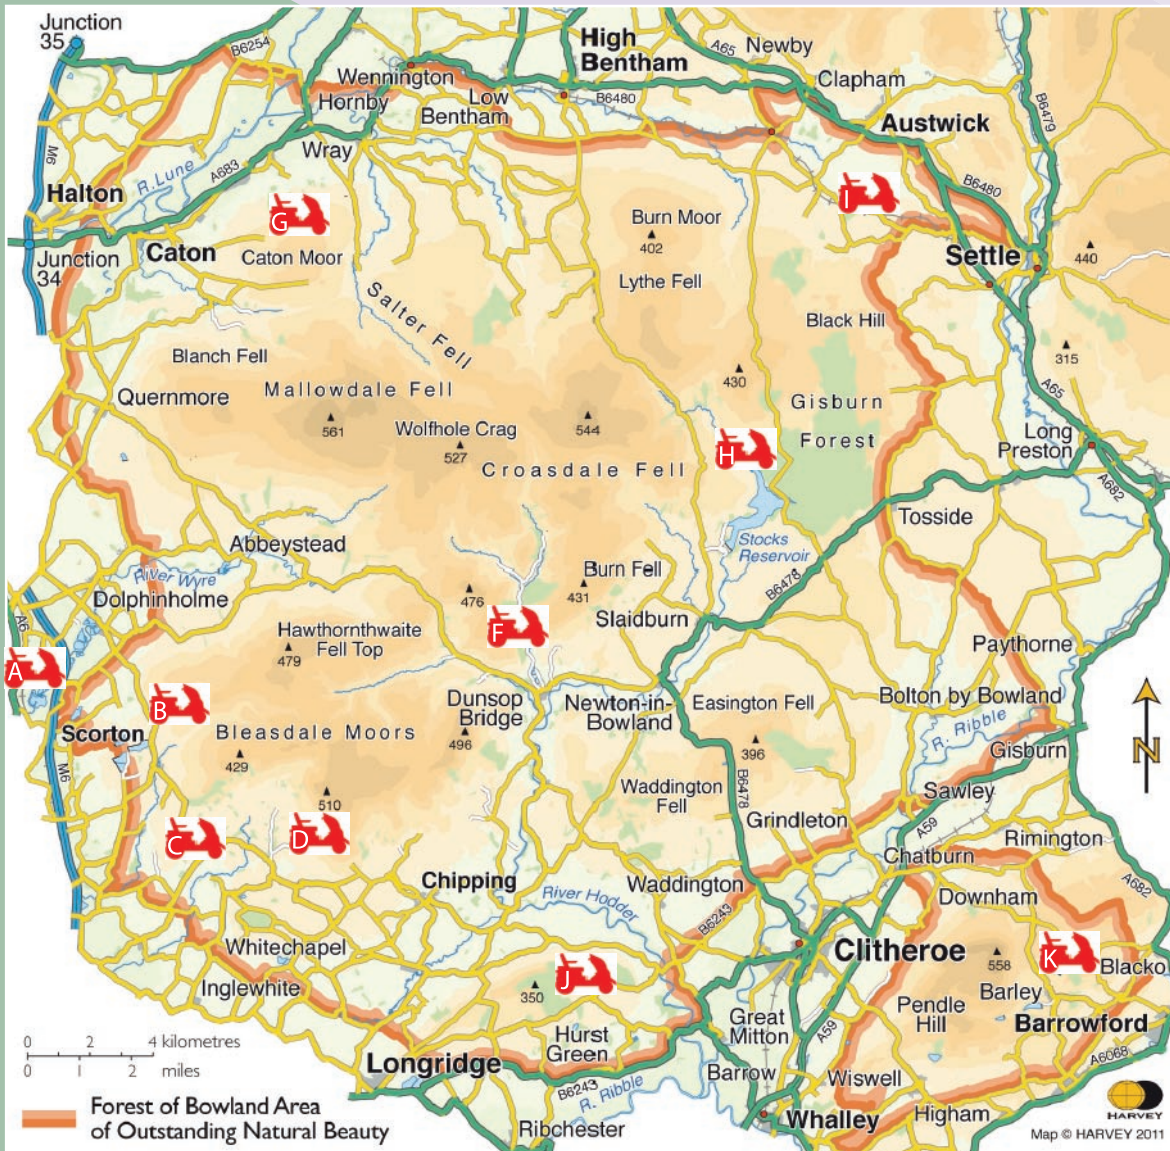 Junction
35
B6254
Wennington
Hornby
Low
Bentham
High
Bentham
A65
Newby
Clapham
B6480
Austwick
B6479
B6480
Wray
M6
R.Lune
A683
Halton
G
I
Junction
34
Caton
Caton Moor
Burn Moor
402
Lythe Fell
Settle
440
Salter Fell
Black Hill
315
Blanch Fell
Mallowdale Fell
430
Quernmore
561
Wolfhole Crag
527
544
Gisburn
Forest
A65
Long
Preston
H
Croasdale Fell
A682
Tosside
Abbeystead
Stocks
Reservoir
River Wyre
Burn Fell
431
B6478
Dolphinholme
476
A6
Slaidburn
F
Hawthornthwaite
Fell Top
479
Paythorne
A
B
Dunsop
Bridge
496
Newton-in-
Bowland
Easington Fell
396
Bolton by Bowland
R. Ribble
Gisburn
N
Scorton
Bleasdale Moors
429
M6
510
Waddington
Fell
B6478
Sawley
Grindleton
A59
C
D
Rimington
Chatburn
Chipping
Waddington
Downham
A682
River Hodder
B6243
Whitechapel
Clitheroe
558
K
Blacko
Inglewhite
J
350
Barley
Pendle
Hill
Barrowford
Great
Mitton
A59
Hurst
Green
A6068
0 2 4 kilometres
0 1 2 miles
Longridge
Barrow
Wiswell
B6243
R. Ribble
Higham
Forest of Bowland Area
of Outstanding Natural Beauty
Ribchester
Whalley
HARVEY
Map © HARVEY 2011